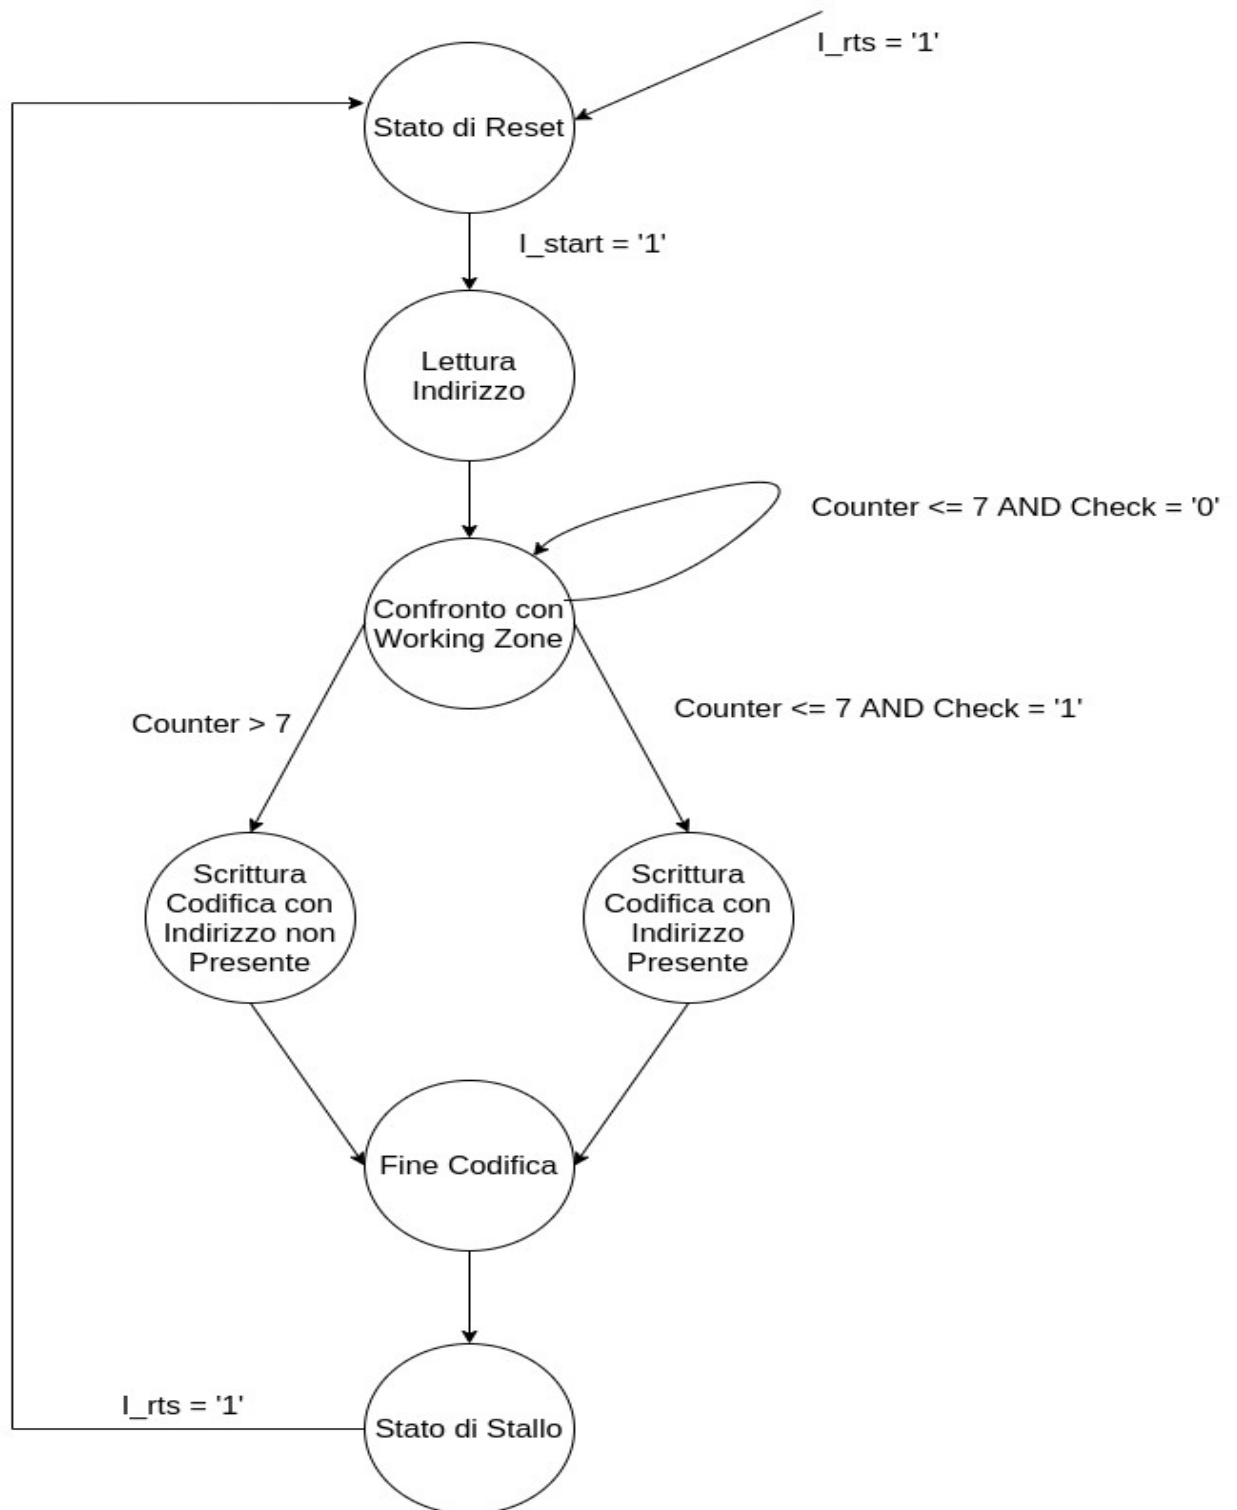 I_rts = '1'
Stato di Reset
I_start = '1'
Lettura
Indirizzo
Counter <= 7 AND Check = '0'
Confronto con
Working Zone
Counter > 7
Counter <= 7 AND Check = '1'
Scrittura
Codifica con
Indirizzo non
Presente
Scrittura
Codifica con
Indirizzo
Presente
Fine Codifica
I_rts = '1'
Stato di Stallo